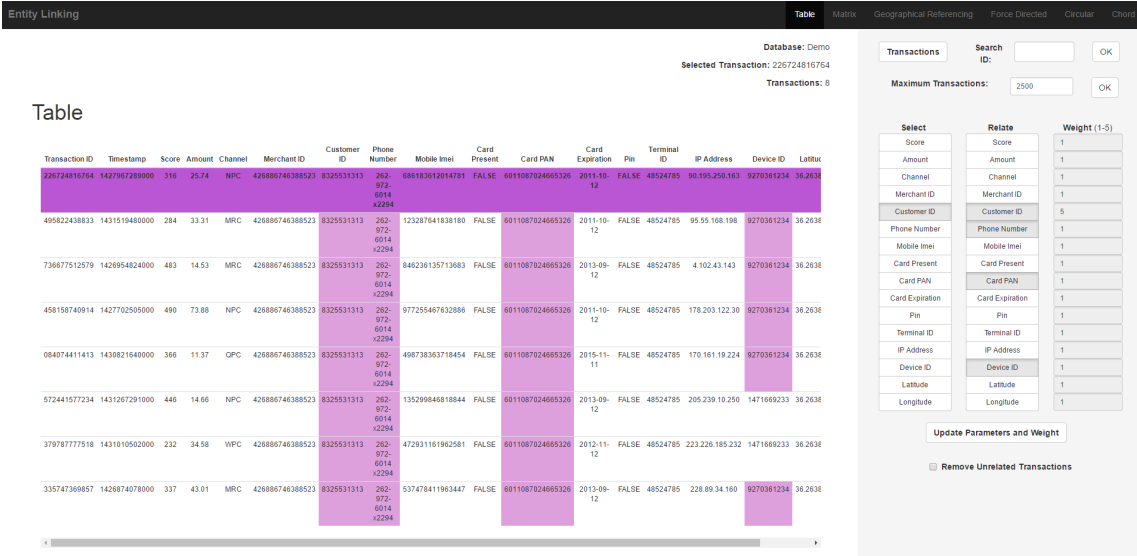 Entity Linking
Table Matrix Geographical Referencing Force Directed Circular Chord
Database: Demo
Selected Transaction: 226724816764
Transactions: 8
Table
Transaction ID Timestamp Score Amount Channel Merchant ID Customer ID Phone Number Mobile Imei Card Present Card PAN Card Expiration Pin Terminal ID IP Address Device ID Latitud
226724816764 1427967289000 316 25.74 NPC 426886746388523 8325531313 262-972-6014 x2294 686183612014781 FALSE 6011087024665326 2011-10-12 FALSE 48524785 90.195.250.163 9270361234 36.2638
495822438833 1431519480000 284 33.31 MRC 426886746388523 8325531313 262-972-6014 x2294 123287641838180 FALSE 6011087024665326 2011-10-12 FALSE 48524785 95.55.168.198 9270361234 36.2638
736677512579 1426954824000 483 14.53 MRC 426886746388523 8325531313 262-972-6014 x2294 846236135713683 FALSE 6011087024665326 2013-09-12 FALSE 48524785 4.102.43.143 9270361234 36.2638
458158740914 1427702505000 490 73.88 NPC 426886746388523 8325531313 262-972-6014 x2294 977255467632886 FALSE 6011087024665326 2011-10-12 FALSE 48524785 178.203.122.30 9270361234 36.2638
084074411413 1430821640000 366 11.37 QPC 426886746388523 8325531313 262-972-6014 x2294 498738363718454 FALSE 6011087024665326 2015-11-11 FALSE 48524785 170.161.19.224 9270361234 36.2638
572441577234 1431267291000 446 14.66 NPC 426886746388523 8325531313 262-972-6014 x2294 135299846818844 FALSE 6011087024665326 2013-09-12 FALSE 48524785 205.239.10.250 1471669233 36.2638
379787777518 1431010502000 232 34.58 WPC 426886746388523 8325531313 262-972-6014 x2294 472931161962581 FALSE 6011087024665326 2012-11-12 FALSE 48524785 223.226.185.232 1471669233 36.2638
335747369857 1426874078000 337 43.01 MRC 426886746388523 8325531313 262-972-6014 x2294 537478411963447 FALSE 6011087024665326 2013-09-12 FALSE 48524785 228.89.34.160 9270361234 36.2638
Transactions Search ID: OK
Maximum Transactions: 2500 OK
Select Relate Weight (1-5)
Score Score 1
Amount Amount 1
Channel Channel 1
Merchant ID Merchant ID 1
Customer ID Customer ID 5
Phone Number Phone Number 1
Mobile Imei Mobile Imei 1
Card Present Card Present 1
Card PAN Card PAN 1
Card Expiration Card Expiration 1
Pin Pin 1
Terminal ID Terminal ID 1
IP Address IP Address 1
Device ID Device ID 1
Latitude Latitude 1
Longitude Longitude 1
Update Parameters and Weight
Remove Unrelated Transactions